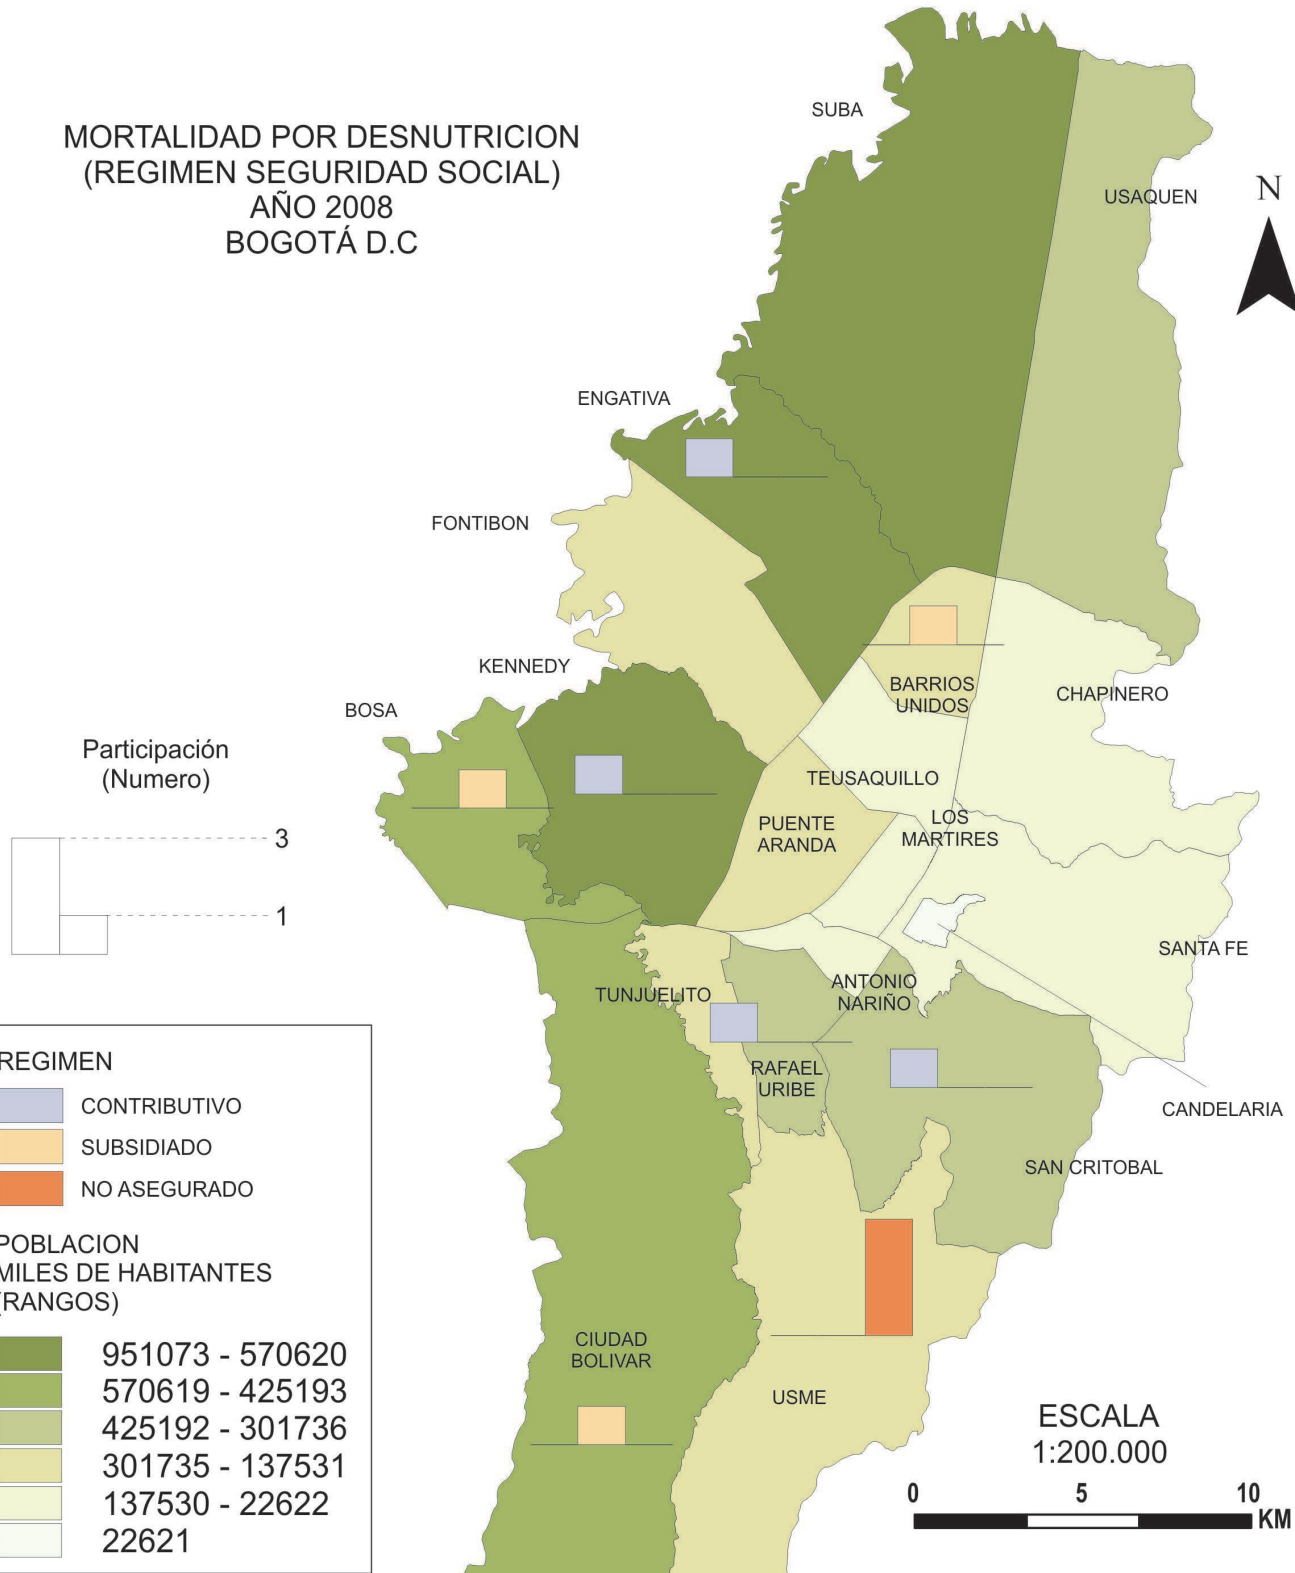 MORTALIDAD POR DESNUTRICION
(REGIMEN SEGURIDAD SOCIAL)
AÑO 2008
BOGOTÁ D.C
SUBA
USAQUEN
N
ENGATIVA
FONTIBON
KENNEDY
BOSA
BARRIOS
UNIDOS
CHAPINERO
TEUSAQUILLO
LOS
MARTIRES
PUENTE
ARANDA
SANTA FE
TUNJUELITO
ANTONIO
NARIÑO
RAFAEL
URIBE
CANDELARIA
SAN CRITOBAL
CIUDAD
BOLIVAR
USME
Participación
(Numero)
3
1
REGIMEN
CONTRIBUTIVO
SUBSIDIADO
NO ASEGURADO
POBLACION
MILES DE HABITANTES
(RANGOS)
951073 - 570620
570619 - 425193
425192 - 301736
301735 - 137531
137530 - 22622
22621
ESCALA
1:200.000
0 5 10
KM